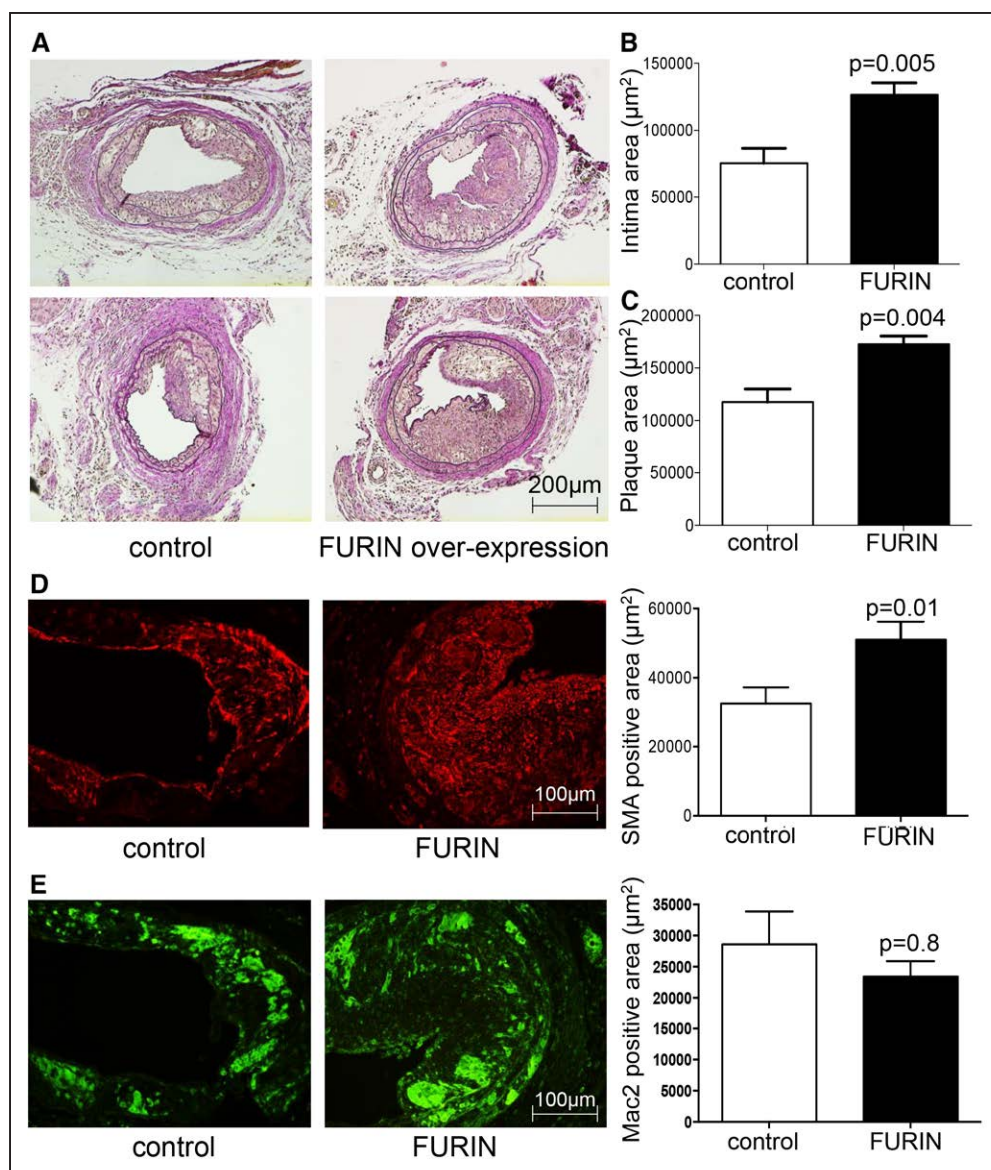 A
control
FURIN over-expression
200µm
B
Intima area (µm²)
150000
100000
50000
0
p=0.005
control
FURIN
C
Plaque area (µm²)
200000
150000
100000
50000
0
p=0.004
control
FURIN
D
control
FURIN
100µm
SMA positive area (µm²)
60000
40000
20000
0
p=0.01
control
FURIN
E
control
FURIN
100µm
Mac2 positive area (µm²)
35000
30000
25000
20000
15000
10000
5000
0
p=0.8
control
FURIN